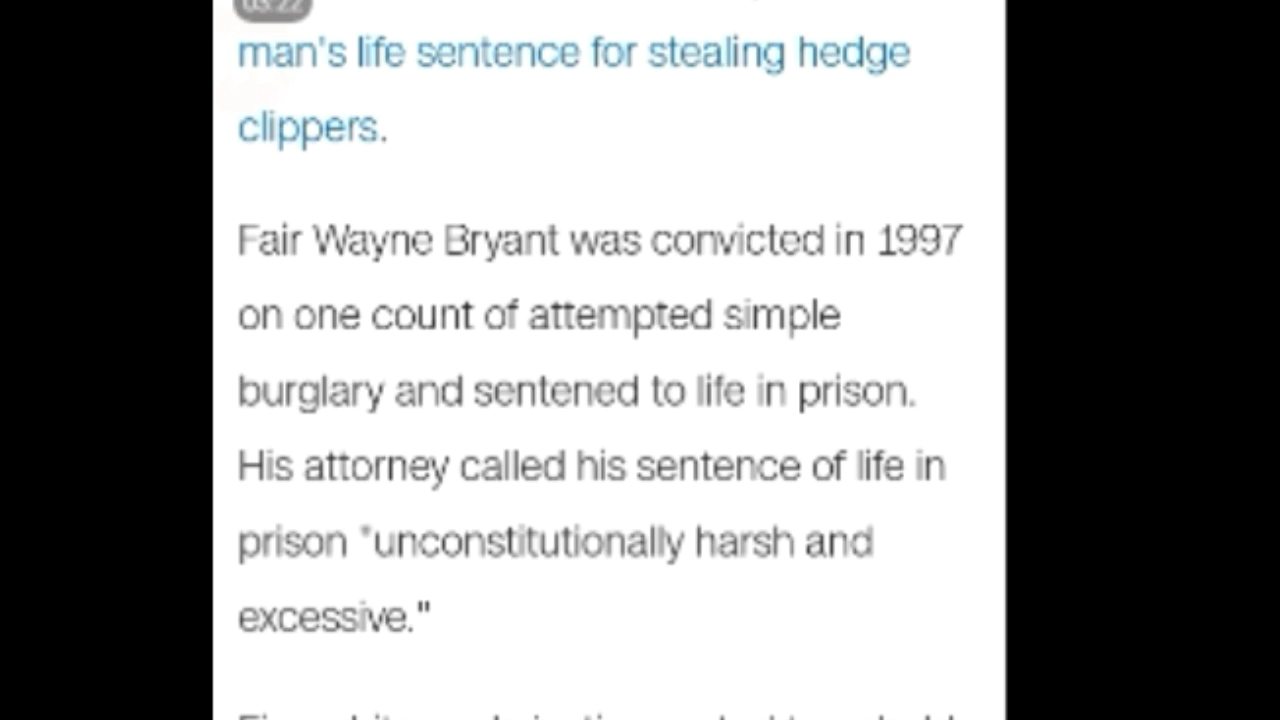 03:22
man's life sentence for stealing hedge
clippers.
Fair Wayne Bryant was convicted in 1997
on one count of attempted simple
burglary and sentened to life in prison.
His attorney called his sentence of life in
prison "unconstitutionally harsh and
excessive."